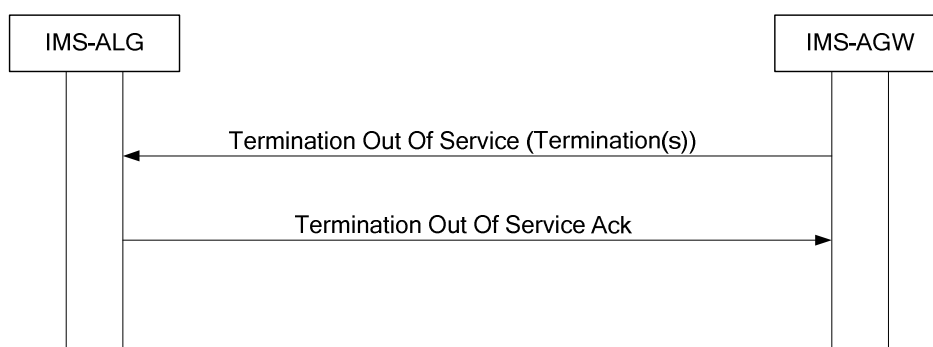 IMS-ALG
IMS-AGW
Termination Out Of Service (Termination(s))
Termination Out Of Service Ack